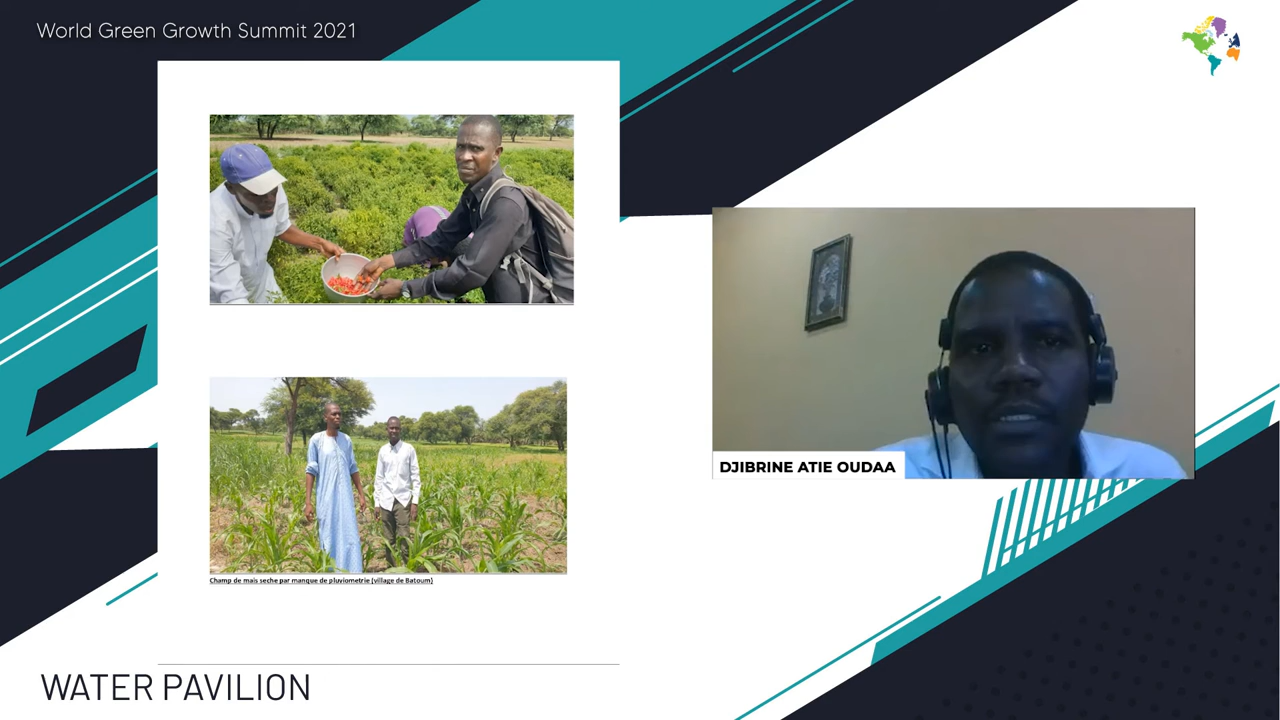 World Green Growth Summit 2021
Champ de mais seche par manque de pluviometrie (village de Batoum)
DJIBRINE ATIE OUDAA
WATER PAVILION